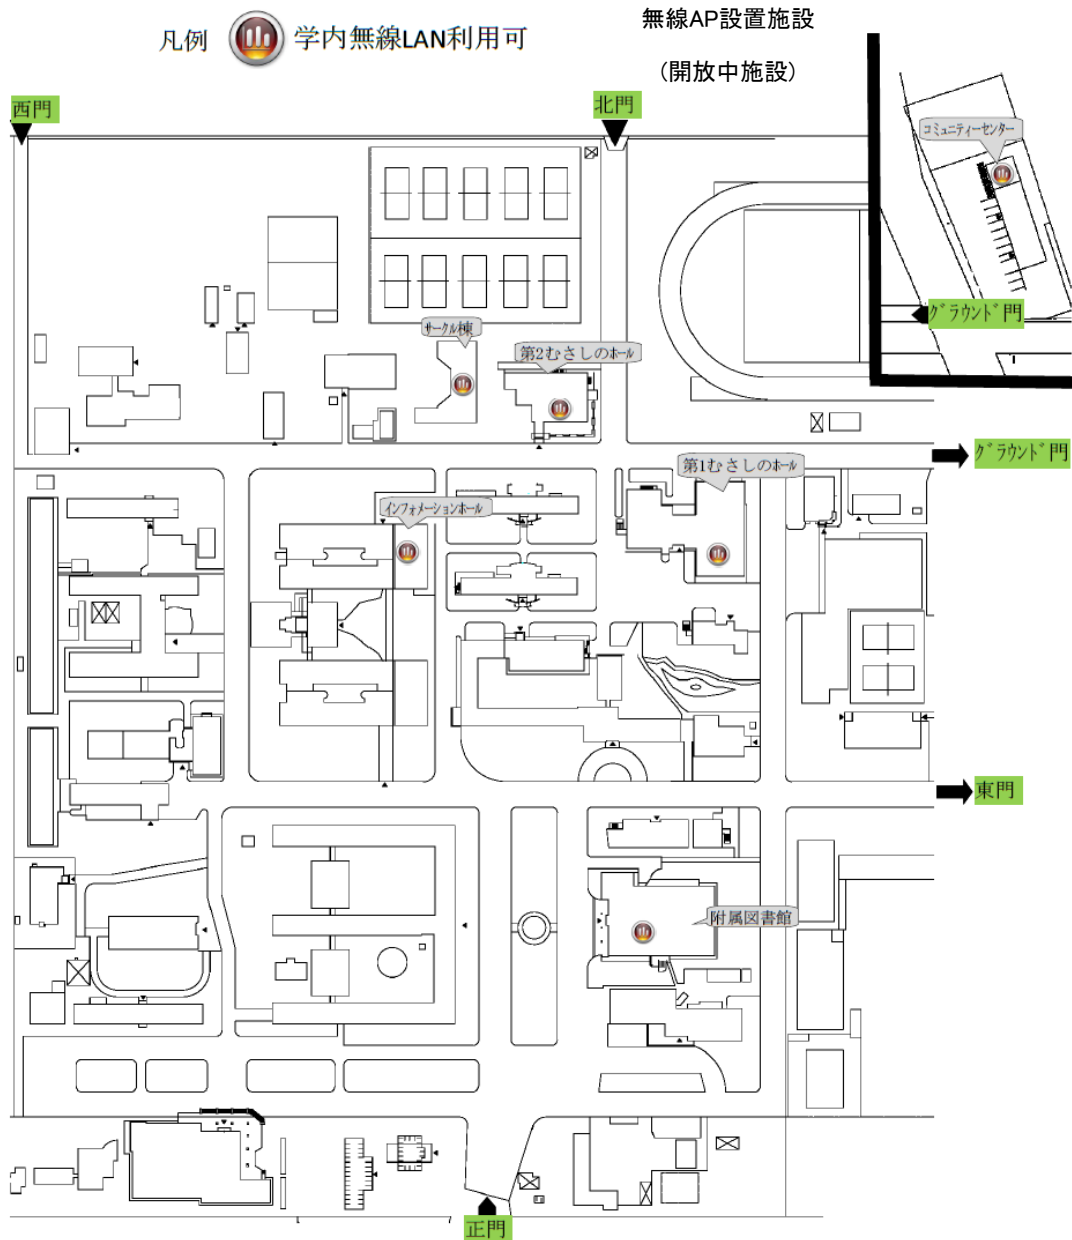 凡例 学内無線LAN利用可
無線AP設置施設
(開放中施設)
西門
北門
コミュニティーセンター
グラウンド門
サークル棟
第2むさしのホール
グラウンド門
第1むさしのホール
インフォメーションホール
東門
附属図書館
正門